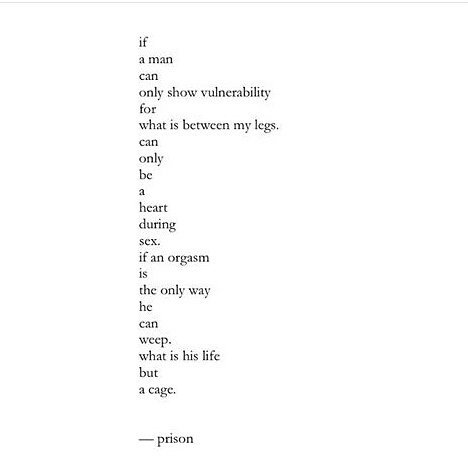 if
a man
can
only show vulnerability
for
what is between my legs.
can
only
be
a
heart
during
sex.
if an orgasm
is
the only way
he
can
weep.
what is his life
but
a cage.
— prison